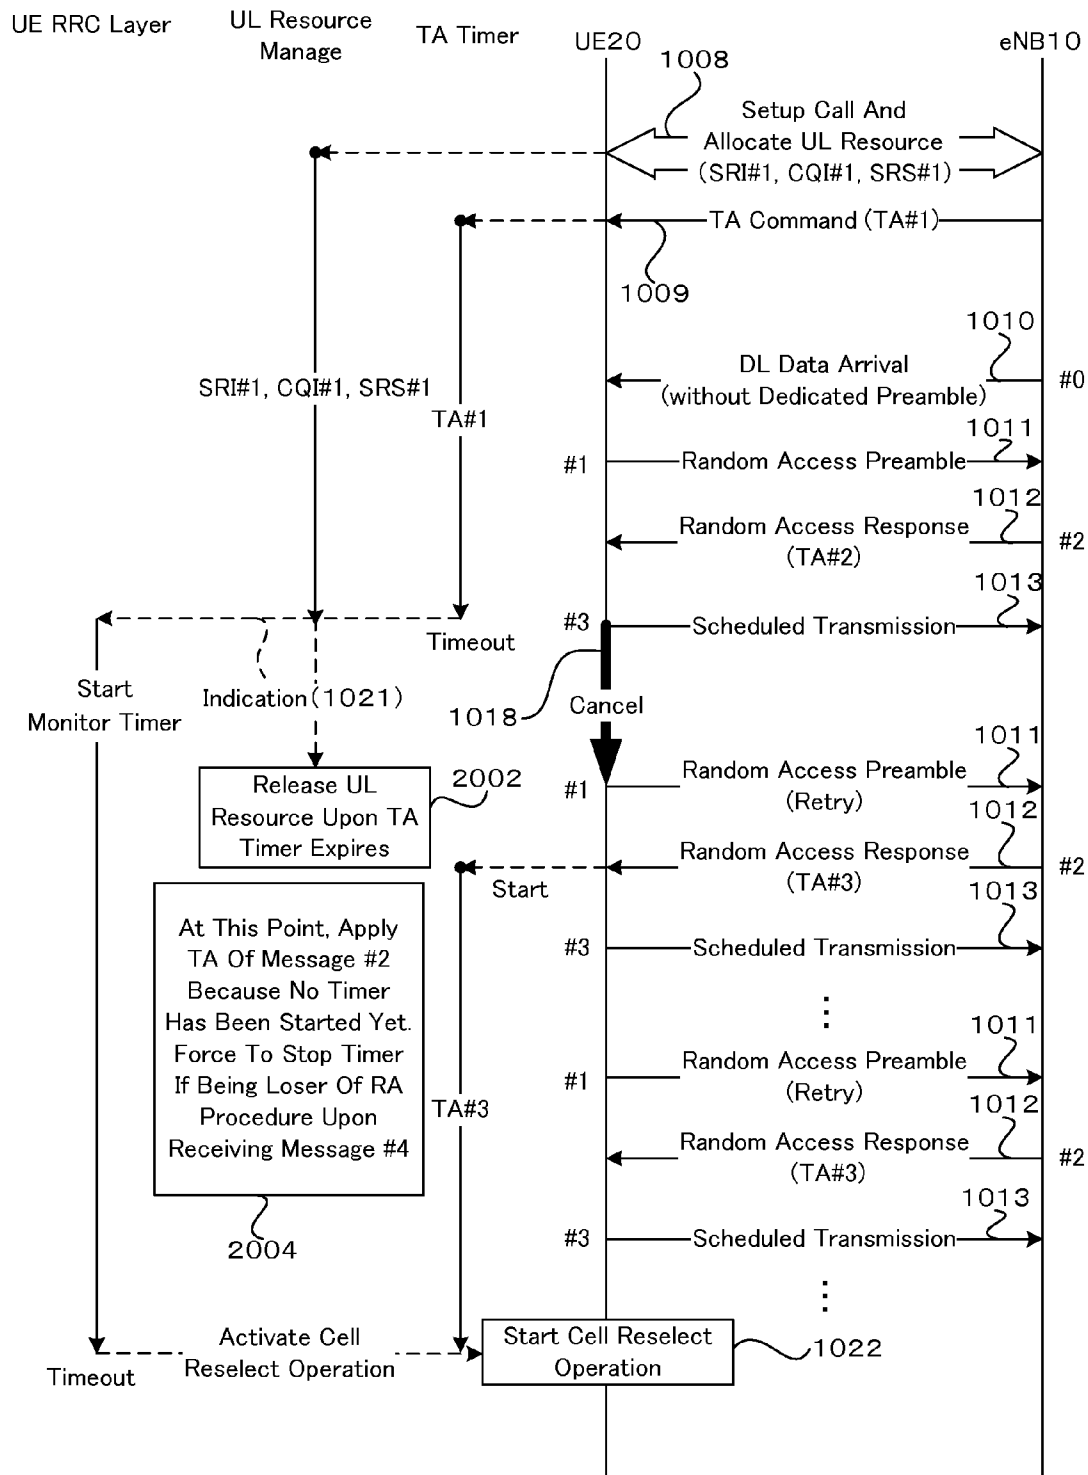 UE RRC Layer
UL Resource
Manage
TA Timer
UE20
eNB10
1008
Setup Call And
Allocate UL Resource
(SRI#1, CQI#1, SRS#1)
TA Command (TA#1)
1009
1010
DL Data Arrival
(without Dedicated Preamble)
#0
SRI#1, CQI#1, SRS#1
TA#1
1011
#1
Random Access Preamble
1012
Random Access Response
(TA#2)
#2
1013
#3
Scheduled Transmission
Timeout
Start
Monitor Timer
Indication(1021)
1018
Cancel
1011
#1
Random Access Preamble
(Retry)
Release UL
Resource Upon TA
Timer Expires
2002
1012
Random Access Response
(TA#3)
#2
Start
1013
#3
Scheduled Transmission
At This Point, Apply
TA Of Message #2
Because No Timer
Has Been Started Yet.
Force To Stop Timer
If Being Loser Of RA
Procedure Upon
Receiving Message #4
2004
TA#3
1011
#1
Random Access Preamble
(Retry)
1012
Random Access Response
(TA#3)
#2
1013
#3
Scheduled Transmission
Timeout
Activate Cell
Reselect Operation
Start Cell Reselect
Operation
1022